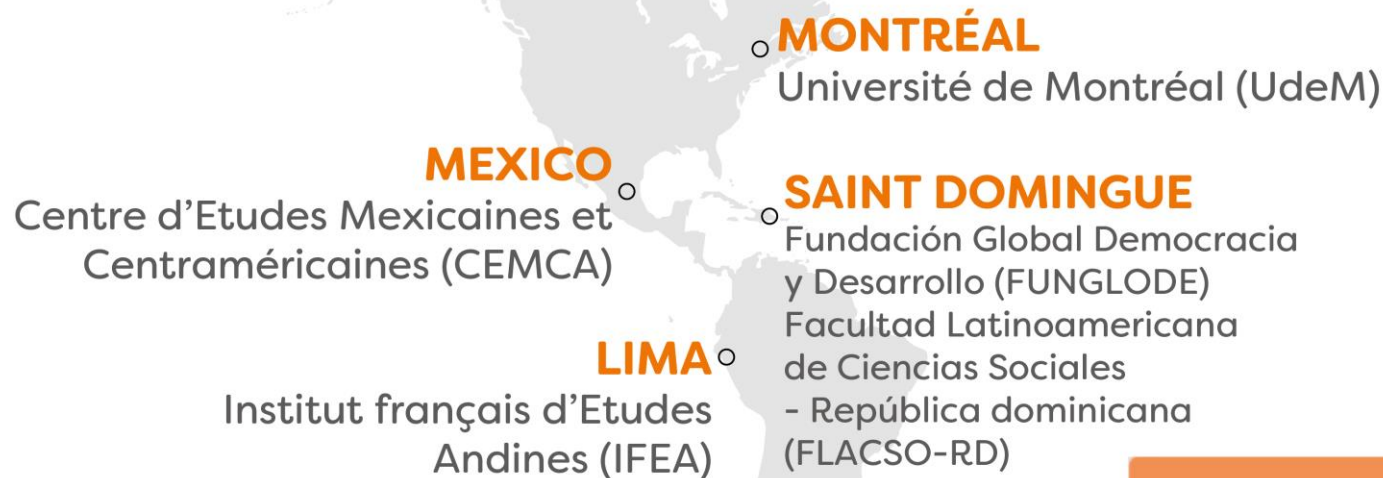 MONTRÉAL
Université de Montréal (UdeM)
MEXICO
Centre d'Etudes Mexicaines et
Centraméricaines (CEMCA)
SAINT DOMINGUE
Fundación Global Democracia
y Desarrollo (FUNGLODE)
Facultad Latinoamericana
de Ciencias Sociales
- República dominicana
(FLACSO-RD)
LIMA
Institut français d'Etudes
Andines (IFEA)